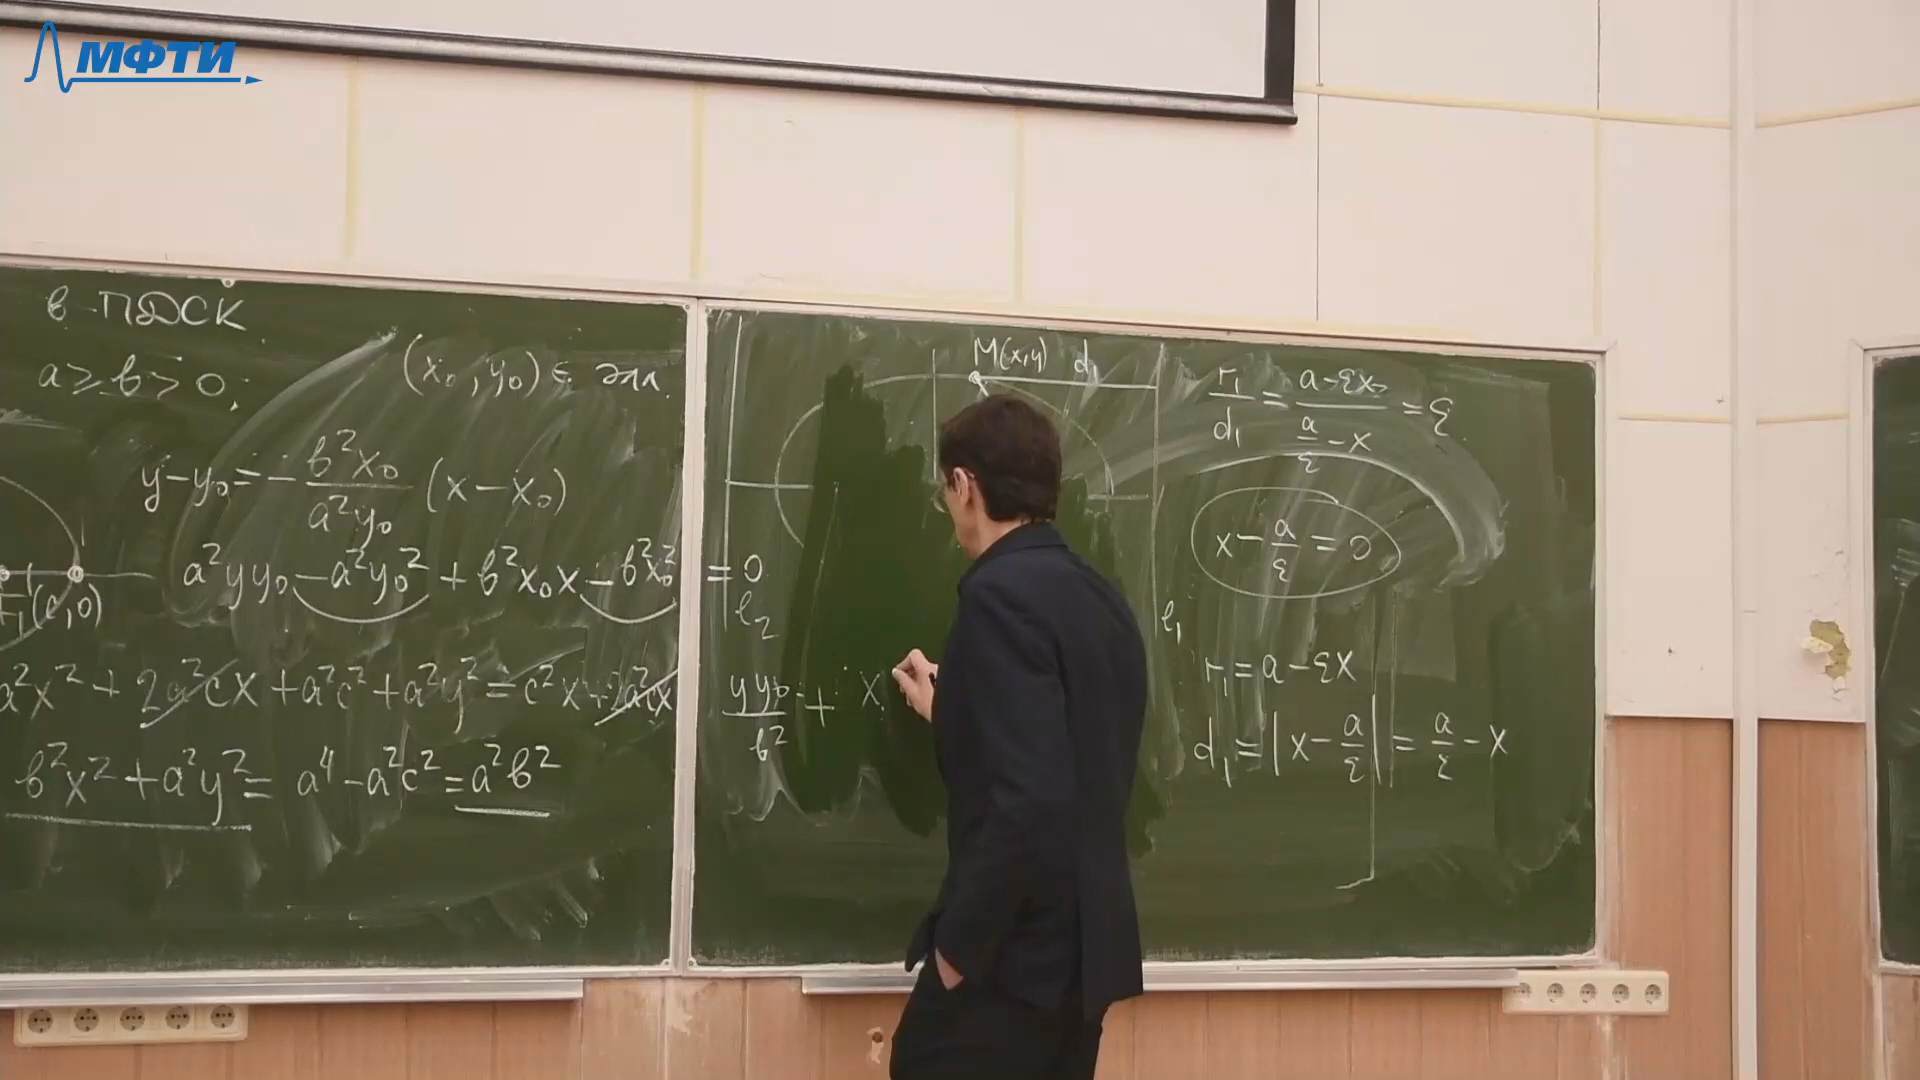 МФТИ
в ПДСК
a ≥ b > 0;
(x₀, y₀) ∈ элл.
y - y₀ = - b²x₀ / a²y₀ (x - x₀)
a²yy₀ - a²y₀² + b²x₀x - b²x₀² = 0
F₁(c, 0)
a²x² + 2a²cx + a²c² + a²y² = c²x² + 2a²cx
b²x² + a²y² = a⁴ - a²c² = a²b²
M(x,y) d₁
l₂
l₁
yy₀ / b² + x
r₁ / d₁ = (a - εx) / (a/ε - x) = ε
x - a/ε = 0
r₁ = a - εx
d₁ = |x - a/ε| = a/ε - x